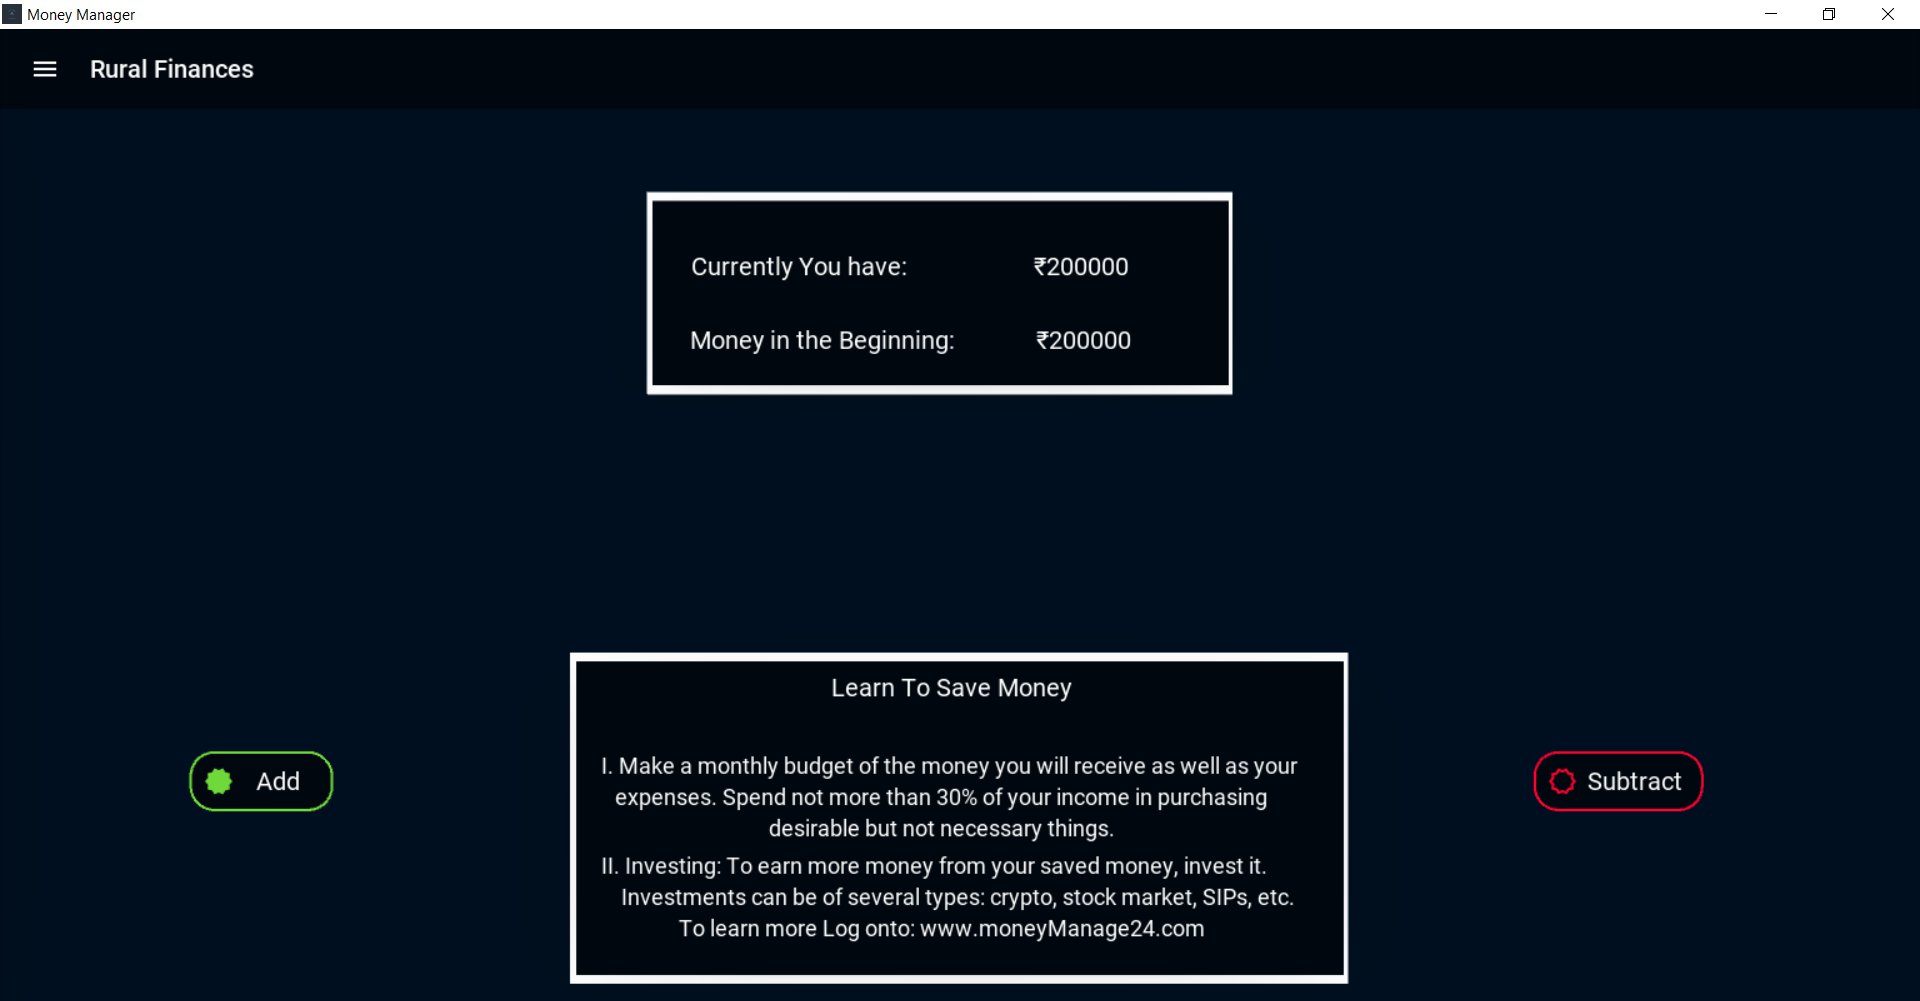 Money Manager
Rural Finances
Currently You have: ₹200000
Money in the Beginning: ₹200000
Learn To Save Money
I. Make a monthly budget of the money you will receive as well as your
expenses. Spend not more than 30% of your income in purchasing
desirable but not necessary things.
II. Investing: To earn more money from your saved money, invest it.
Investments can be of several types: crypto, stock market, SIPs, etc.
To learn more Log onto: www.moneyManage24.com
Add
Subtract